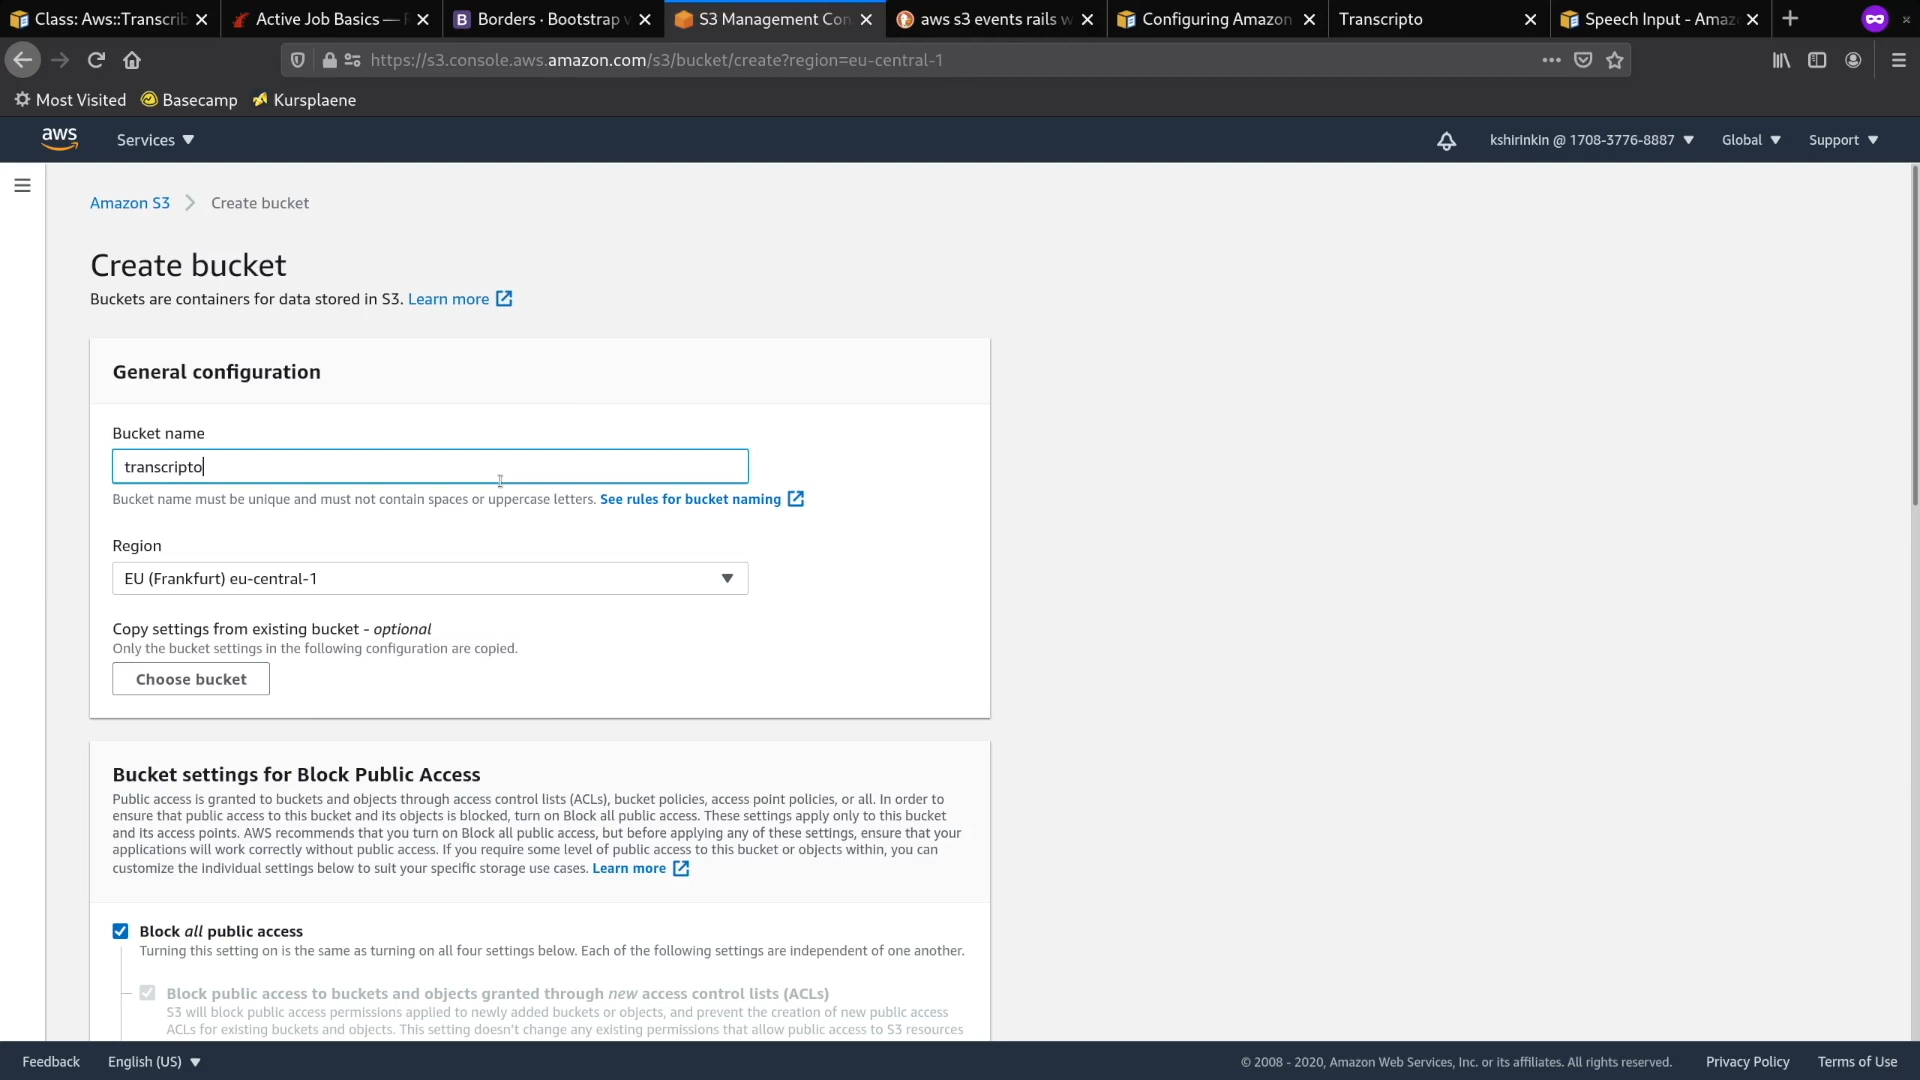 Class: Aws::Transcrib
Active Job Basics —
Borders · Bootstrap v
S3 Management Con
aws s3 events rails w
Configuring Amazon
Transcripto
Speech Input - Amaz
https://s3.console.aws.amazon.com/s3/bucket/create?region=eu-central-1
Most Visited
Basecamp
Kursplaene
aws
Services
kshirinkin @ 1708-3776-8887
Global
Support
Amazon S3
Create bucket
Create bucket
Buckets are containers for data stored in S3. Learn more
General configuration
Bucket name
transcripto
Bucket name must be unique and must not contain spaces or uppercase letters. See rules for bucket naming
Region
EU (Frankfurt) eu-central-1
Copy settings from existing bucket - optional
Only the bucket settings in the following configuration are copied.
Choose bucket
Bucket settings for Block Public Access
Public access is granted to buckets and objects through access control lists (ACLs), bucket policies, access point policies, or all. In order to
ensure that public access to this bucket and its objects is blocked, turn on Block all public access. These settings apply only to this bucket
and its access points. AWS recommends that you turn on Block all public access, but before applying any of these settings, ensure that your
applications will work correctly without public access. If you require some level of public access to this bucket or objects within, you can
customize the individual settings below to suit your specific storage use cases. Learn more
Block all public access
Turning this setting on is the same as turning on all four settings below. Each of the following settings are independent of one another.
Block public access to buckets and objects granted through new access control lists (ACLs)
S3 will block public access permissions applied to newly added buckets or objects, and prevent the creation of new public access
ACLs for existing buckets and objects. This setting doesn't change any existing permissions that allow public access to S3 resources
Feedback
English (US)
© 2008 - 2020, Amazon Web Services, Inc. or its affiliates. All rights reserved.
Privacy Policy
Terms of Use